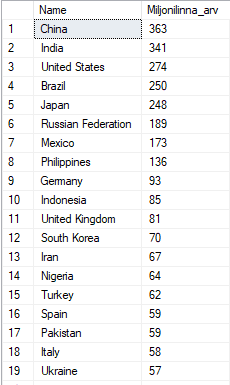 Name Miljonilinna_arv
1 China 363
2 India 341
3 United States 274
4 Brazil 250
5 Japan 248
6 Russian Federation 189
7 Mexico 173
8 Philippines 136
9 Germany 93
10 Indonesia 85
11 United Kingdom 81
12 South Korea 70
13 Iran 67
14 Nigeria 64
15 Turkey 62
16 Spain 59
17 Pakistan 59
18 Italy 58
19 Ukraine 57